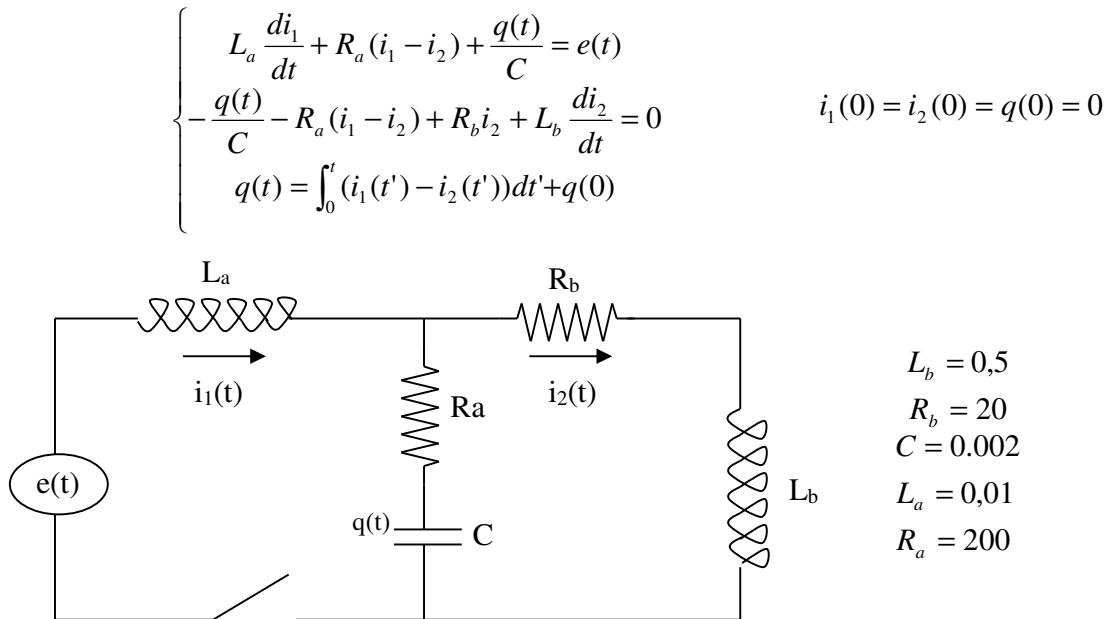 L_a di_1/dt + R_a (i_1 − i_2) + q(t)/C = e(t)
− q(t)/C − R_a (i_1 − i_2) + R_b i_2 + L_b di_2/dt = 0
i_1(0) = i_2(0) = q(0) = 0
q(t) = ∫_0^t (i_1(t') − i_2(t'))dt'+q(0)
L_a
R_b
i_1(t)
i_2(t)
Ra
e(t)
q(t)
C
L_b
L_b = 0,5
R_b = 20
C = 0.002
L_a = 0,01
R_a = 200